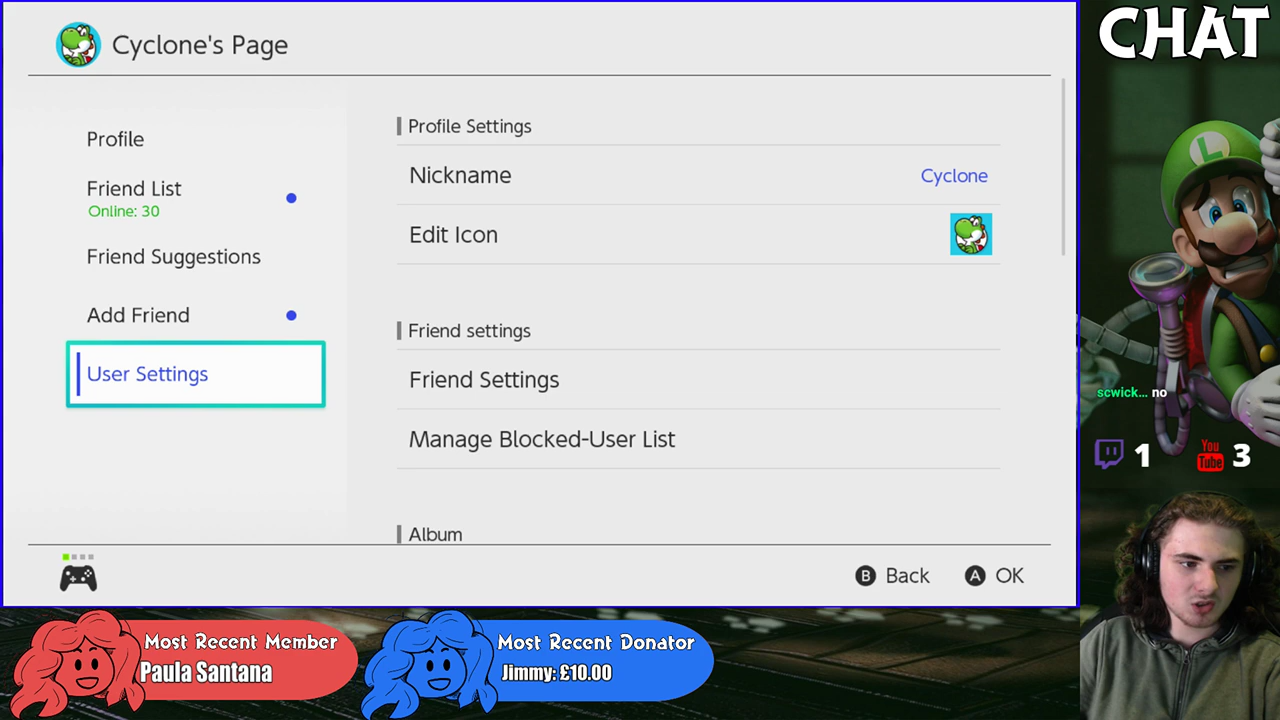 Cyclone's Page
CHAT
Profile
Friend List
Online: 30
Friend Suggestions
Add Friend
User Settings
Profile Settings
Nickname
Cyclone
Edit Icon
Friend settings
Friend Settings
Manage Blocked-User List
Album
B Back
A OK
L
scwick... no
1
You
Tube
3
Most Recent Member
Paula Santana
Most Recent Donator
Jimmy: £10.00